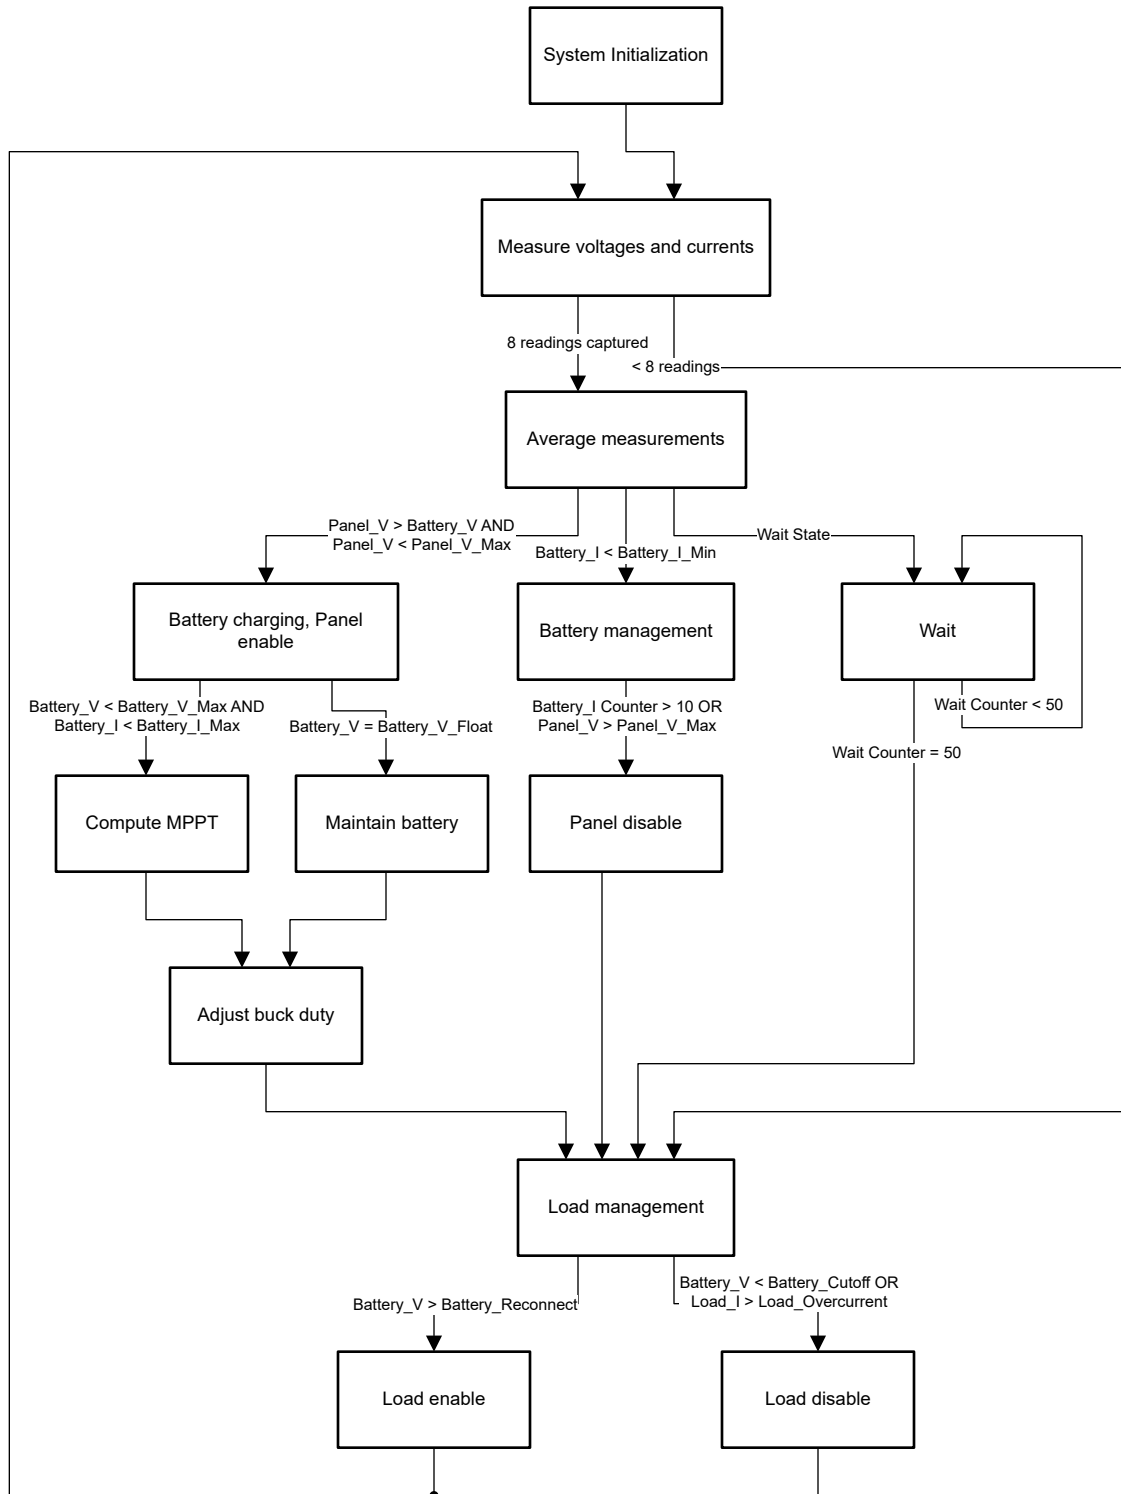 System Initialization
Measure voltages and currents
8 readings captured
< 8 readings
Average measurements
Panel_V > Battery_V AND
Panel_V < Panel_V_Max
Battery_I < Battery_I_Min
Wait State
Battery charging, Panel
enable
Battery management
Wait
Battery_V < Battery_V_Max AND
Battery_I < Battery_I_Max
Battery_V = Battery_V_Float
Battery_I Counter > 10 OR
Panel_V > Panel_V_Max
Wait Counter < 50
Wait Counter = 50
Compute MPPT
Maintain battery
Panel disable
Adjust buck duty
Load management
Battery_V > Battery_Reconnect
Battery_V < Battery_Cutoff OR
Load_I > Load_Overcurrent
Load enable
Load disable